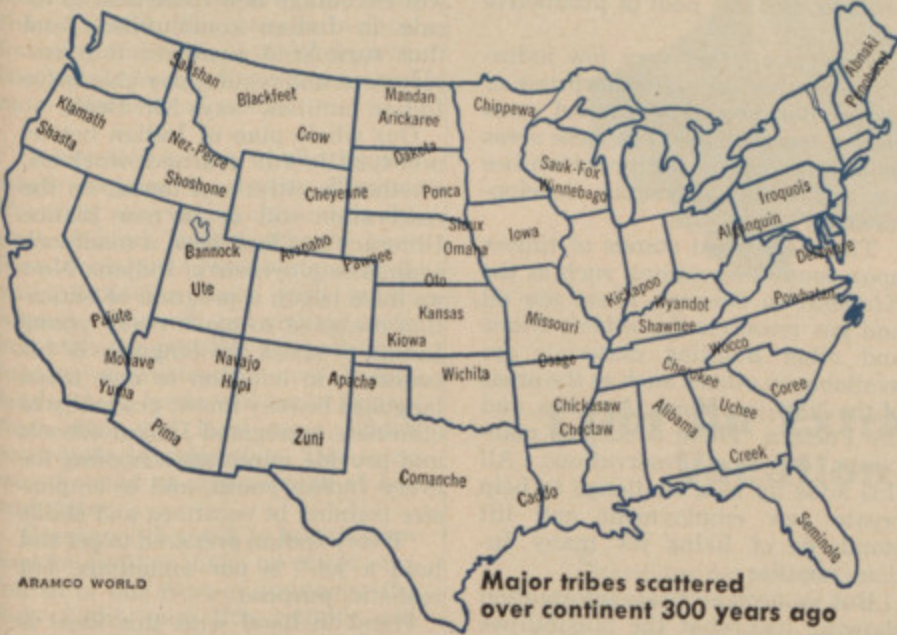 Salishan
Blackfeet
Mandan
Arickaree
Chippewa
Abnaki
Penobscot
Klamath
Shasta
Nez-Perce
Shoshone
Crow
Dakota
Sauk-Fox
Winnebago
Cheyenne
Ponca
Iroquois
Sioux
Omaha
Iowa
Algonquin
Delaware
Bannock
Arapaho
Pawnee
Ute
Oto
Kickapoo
Wyandot
Powhatan
Paiute
Kansas
Kiowa
Missouri
Shawnee
Wocco
Mohave
Yuma
Navajo
Hopi
Apache
Wichita
Osage
Cherokee
Coree
Pima
Zuni
Chickasaw
Choctaw
Alibama
Uchee
Creek
Comanche
Caddo
Seminole
ARAMCO WORLD
Major tribes scattered
over continent 300 years ago